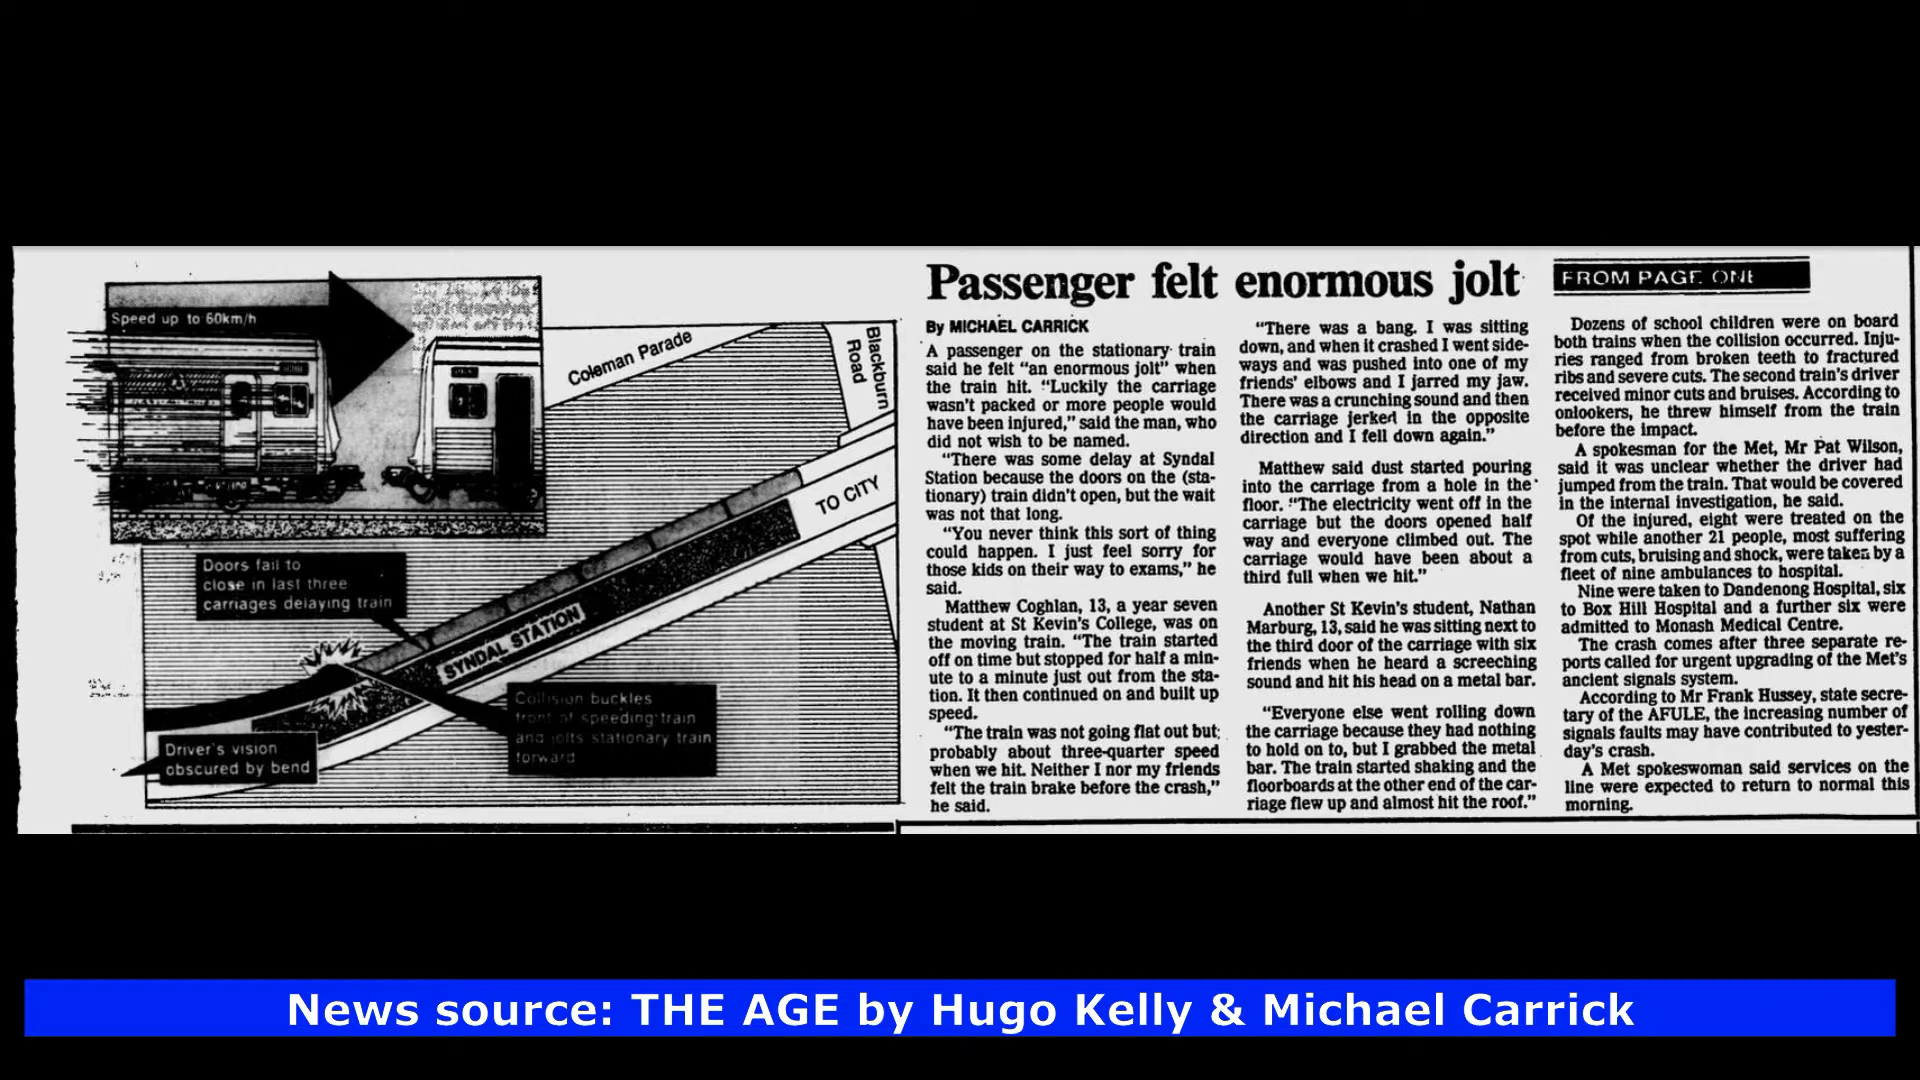 Speed up to 60km/h
Coleman Parade
Blackburn
Road
TO CITY
Doors fail to
close in last three
carriages delaying train
SYNDAL STATION
Collision buckles
front of speeding train
and jolts stationary train
forward
Driver's vision
obscured by bend
Passenger felt enormous jolt
By MICHAEL CARRICK
A passenger on the stationary train
said he felt “an enormous jolt” when
the train hit. “Luckily the carriage
wasn't packed or more people would
have been injured,” said the man, who
did not wish to be named.
“There was some delay at Syndal
Station because the doors on the (sta-
tionary) train didn't open, but the wait
was not that long.
“You never think this sort of thing
could happen. I just feel sorry for
those kids on their way to exams,” he
said.
Matthew Coghlan, 13, a year seven
student at St Kevin's College, was on
the moving train. “The train started
off on time but stopped for half a min-
ute to a minute just out from the sta-
tion. It then continued on and built up
speed.
“The train was not going flat out but
probably about three-quarter speed
when we hit. Neither I nor my friends
felt the train brake before the crash,”
he said.
“There was a bang. I was sitting
down, and when it crashed I went side-
ways and was pushed into one of my
friends' elbows and I jarred my jaw.
There was a crunching sound and then
the carriage jerked in the opposite
direction and I fell down again.”
Matthew said dust started pouring
into the carriage from a hole in the
floor. “The electricity went off in the
carriage but the doors opened half
way and everyone climbed out. The
carriage would have been about a
third full when we hit.”
Another St Kevin's student, Nathan
Marburg, 13, said he was sitting next to
the third door of the carriage with six
friends when he heard a screeching
sound and hit his head on a metal bar.
“Everyone else went rolling down
the carriage because they had nothing
to hold on to, but I grabbed the metal
bar. The train started shaking and the
floorboards at the other end of the car-
riage flew up and almost hit the roof.”
FROM PAGE ONE
Dozens of school children were on board
both trains when the collision occurred. Inju-
ries ranged from broken teeth to fractured
ribs and severe cuts. The second train's driver
received minor cuts and bruises. According to
onlookers, he threw himself from the train
before the impact.
A spokesman for the Met, Mr Pat Wilson,
said it was unclear whether the driver had
jumped from the train. That would be covered
in the internal investigation, he said.
Of the injured, eight were treated on the
spot while another 21 people, most suffering
from cuts, bruising and shock, were taken by a
fleet of nine ambulances to hospital.
Nine were taken to Dandenong Hospital, six
to Box Hill Hospital and a further six were
admitted to Monash Medical Centre.
The crash comes after three separate re-
ports called for urgent upgrading of the Met's
ancient signals system.
According to Mr Frank Hussey, state secre-
tary of the AFULE, the increasing number of
signals faults may have contributed to yester-
day's crash.
A Met spokeswoman said services on the
line were expected to return to normal this
morning.
News source: THE AGE by Hugo Kelly & Michael Carrick